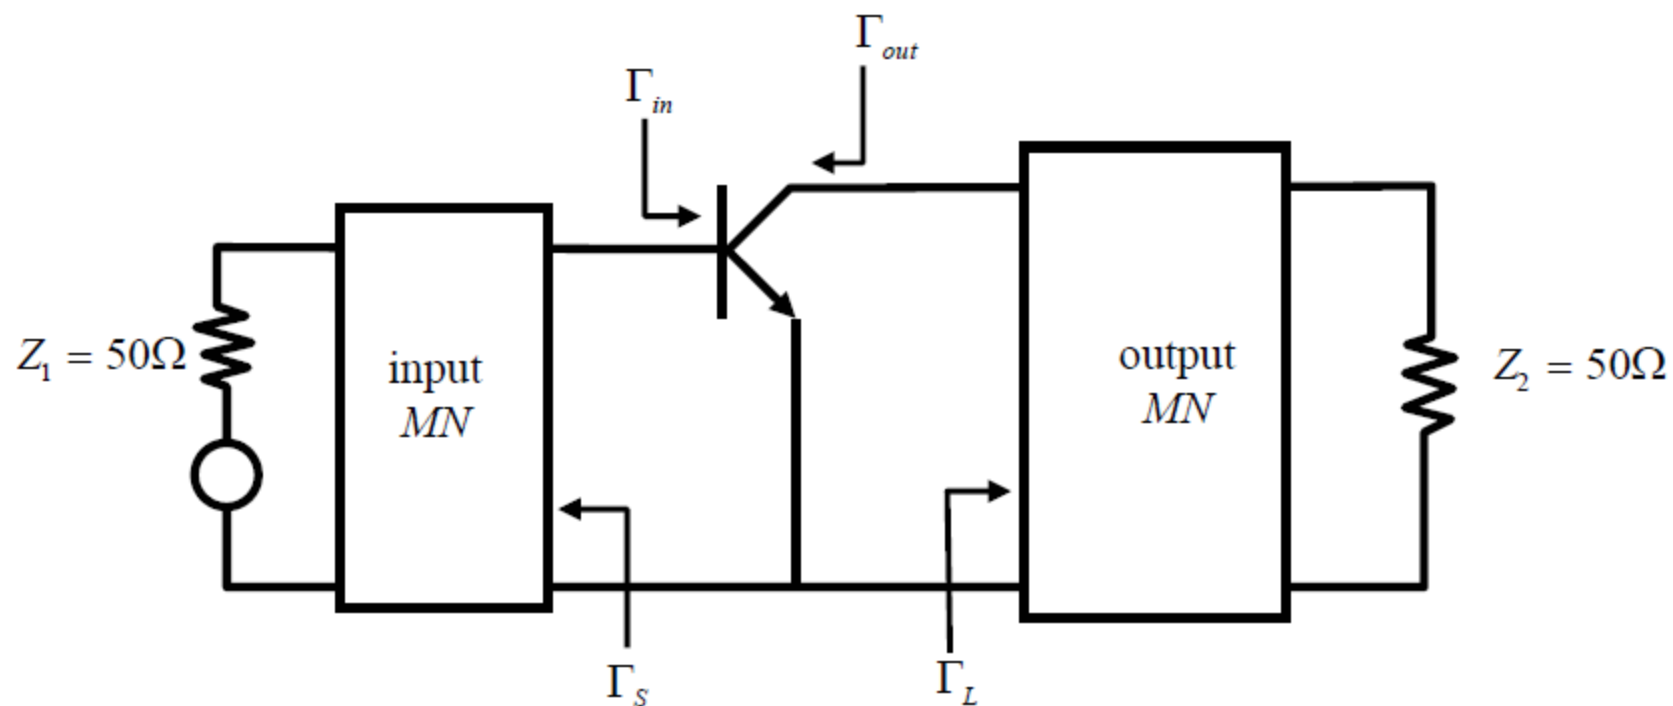 Γout
Γin
Z1 = 50Ω
input
MN
output
MN
Z2 = 50Ω
ΓS
ΓL